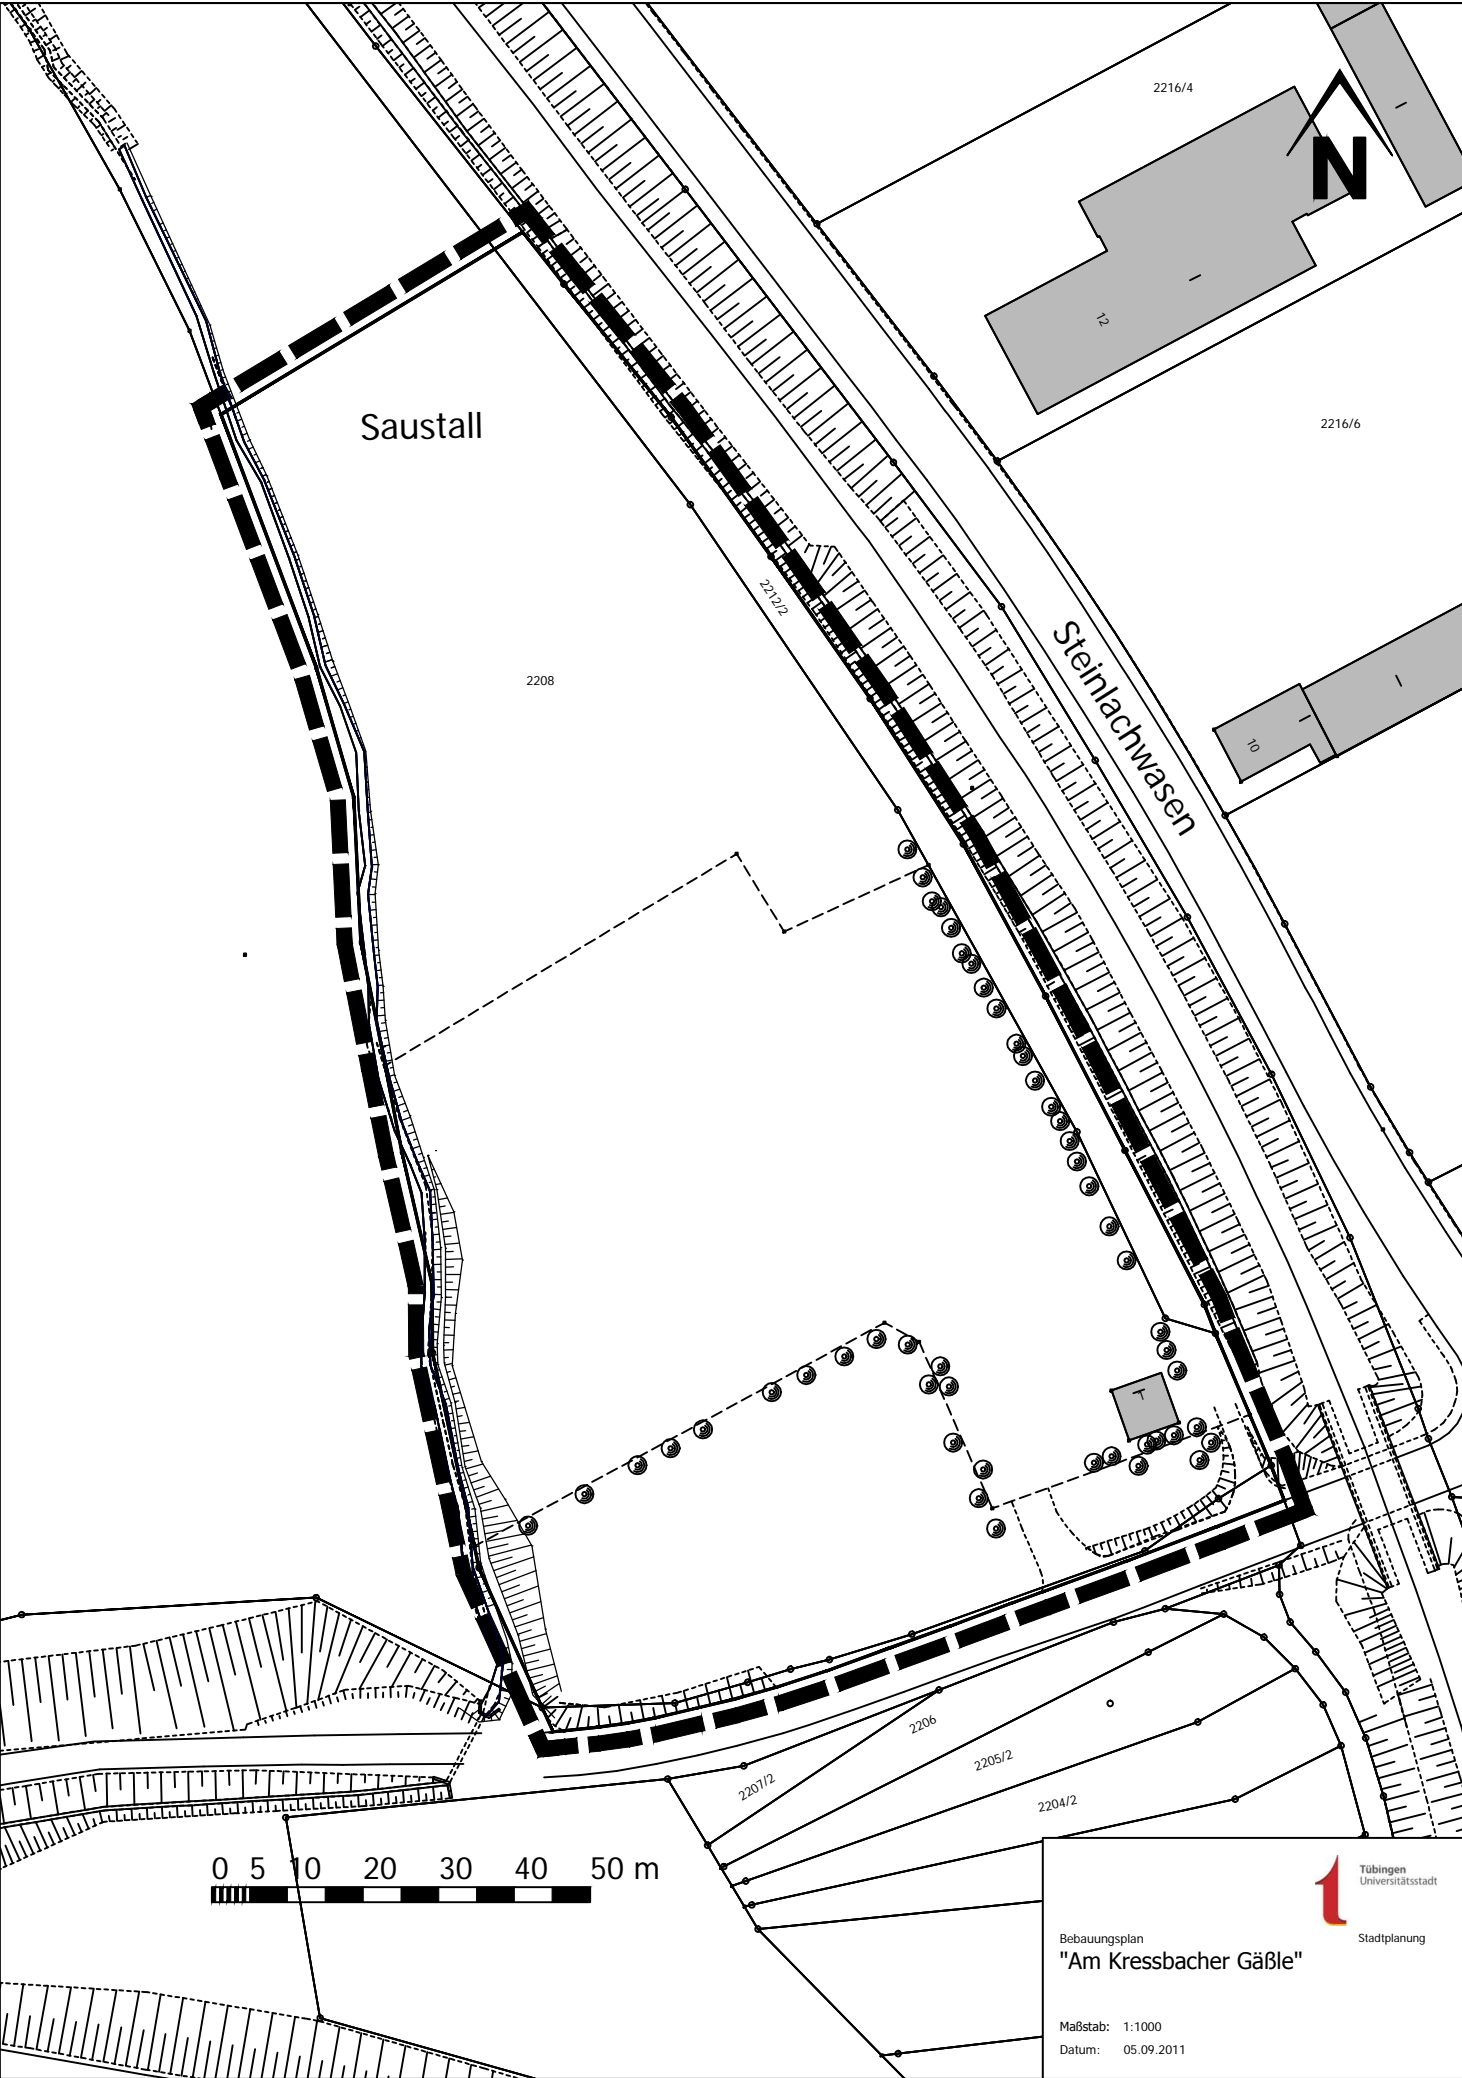 2216/4
N
12
Saustall
2216/6
2212/2
Steinlachwasen
2208
10
2206
2205/2
2207/2
2204/2
0 5 10 20 30 40 50 m
Tübingen
Universitätsstadt
Stadtplanung
Bebauungsplan
"Am Kressbacher Gäßle"
Maßstab: 1:1000
Datum: 05.09.2011